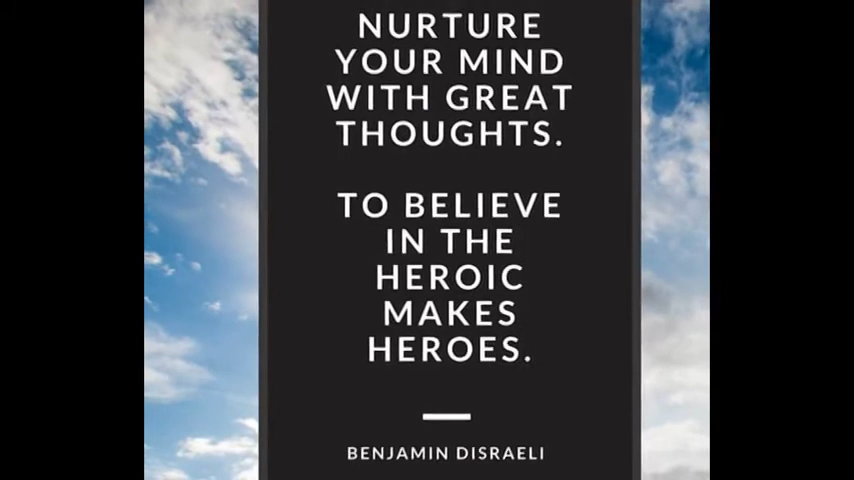 NURTURE
YOUR MIND
WITH GREAT
THOUGHTS.
TO BELIEVE
IN THE
HEROIC
MAKES
HEROES.
BENJAMIN DISRAELI